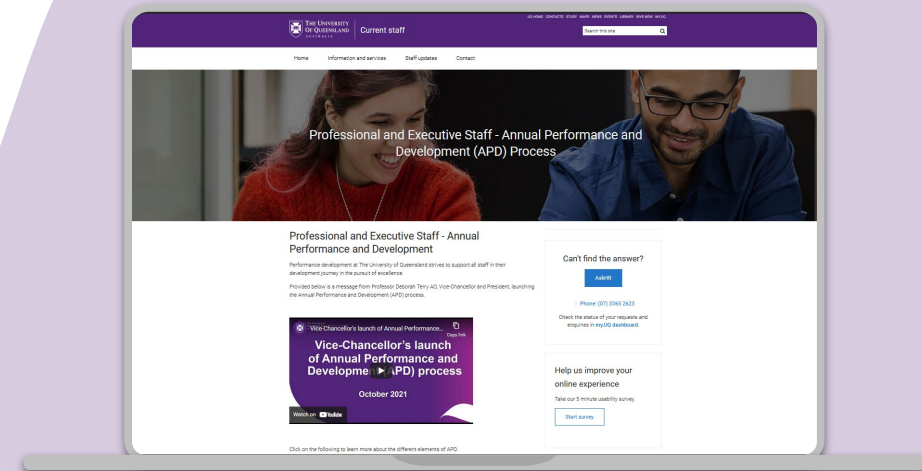 UQ HOME CONTACTS STUDY MAPS NEWS EVENTS LIBRARY GIVE NOW MY.UQ
THE UNIVERSITY
OF QUEENSLAND
AUSTRALIA
Current staff
Search this site
Home Information and services Staff updates Contact
Professional and Executive Staff - Annual Performance and
Development (APD) Process
Professional and Executive Staff - Annual
Performance and Development
Performance development at The University of Queensland strives to support all staff in their
development journey in the pursuit of excellence.
Provided below is a message from Professor Deborah Terry AO, Vice-Chancellor and President, launching
the Annual Performance and Development (APD) process.
Vice-Chancellor's launch of Annual Performance...
Copy link
Vice-Chancellor's launch
of Annual Performance and
Development (APD) process
October 2021
Watch on YouTube
Click on the following to learn more about the different elements of APD.
Can't find the answer?
AskHR
Phone: (07) 3365 2623
Check the status of your requests and
enquiries in my.UQ dashboard.
Help us improve your
online experience
Take our 5 minute usability survey.
Start survey